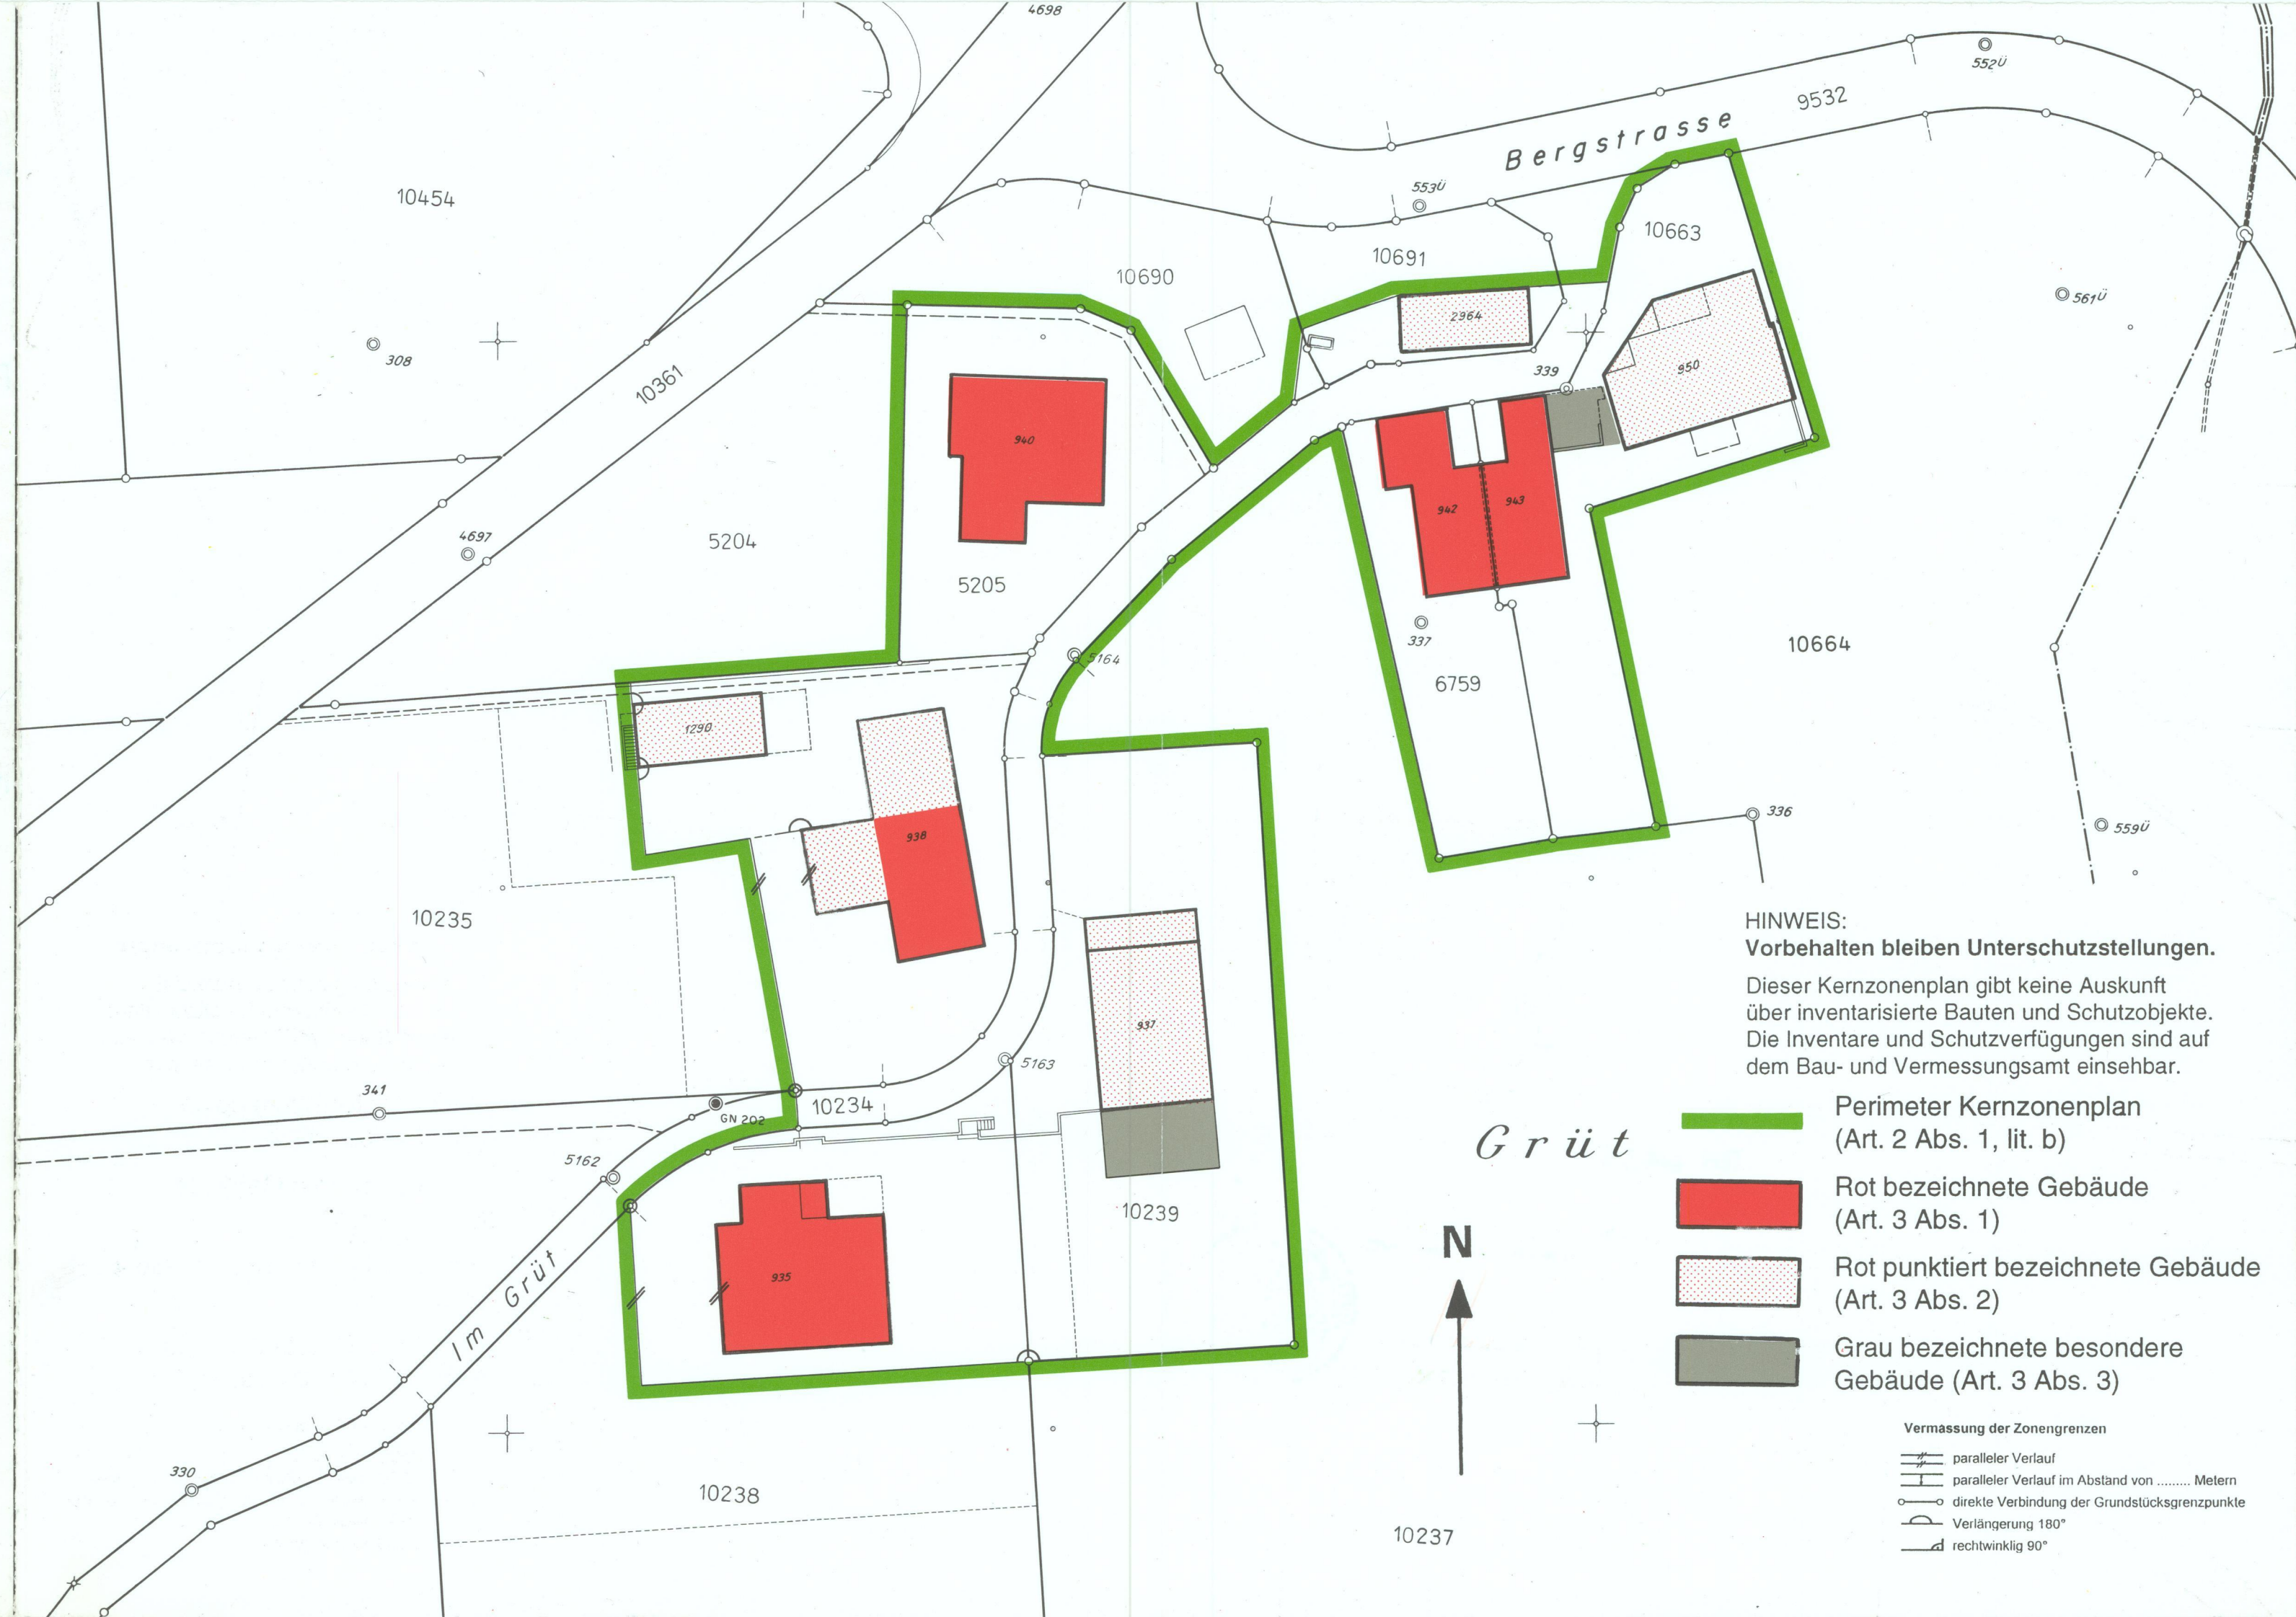 4698
552Ü
9532
Bergstrasse
553Ü
10454
10663
10691
10690
561Ü
2964
308
339
950
10361
940
942
943
4697
5204
5205
337
10664
5164
6759
1290
336
559Ü
938
10235
HINWEIS:
Vorbehalten bleiben Unterschutzstellungen.
Dieser Kernzonenplan gibt keine Auskunft
über inventarisierte Bauten und Schutzobjekte.
Die Inventare und Schutzverfügungen sind auf
dem Bau- und Vermessungsamt einsehbar.
937
5163
341
GN 202
10234
Perimeter Kernzonenplan
(Art. 2 Abs. 1, lit. b)
Grüt
5162
Rot bezeichnete Gebäude
(Art. 3 Abs. 1)
10239
N
935
Rot punktiert bezeichnete Gebäude
(Art. 3 Abs. 2)
Im Grüt
Grau bezeichnete besondere
Gebäude (Art. 3 Abs. 3)
Vermassung der Zonengrenzen
paralleler Verlauf
paralleler Verlauf im Abstand von ......... Metern
direkte Verbindung der Grundstücksgrenzpunkte
Verlängerung 180°
rechtwinklig 90°
330
10238
10237